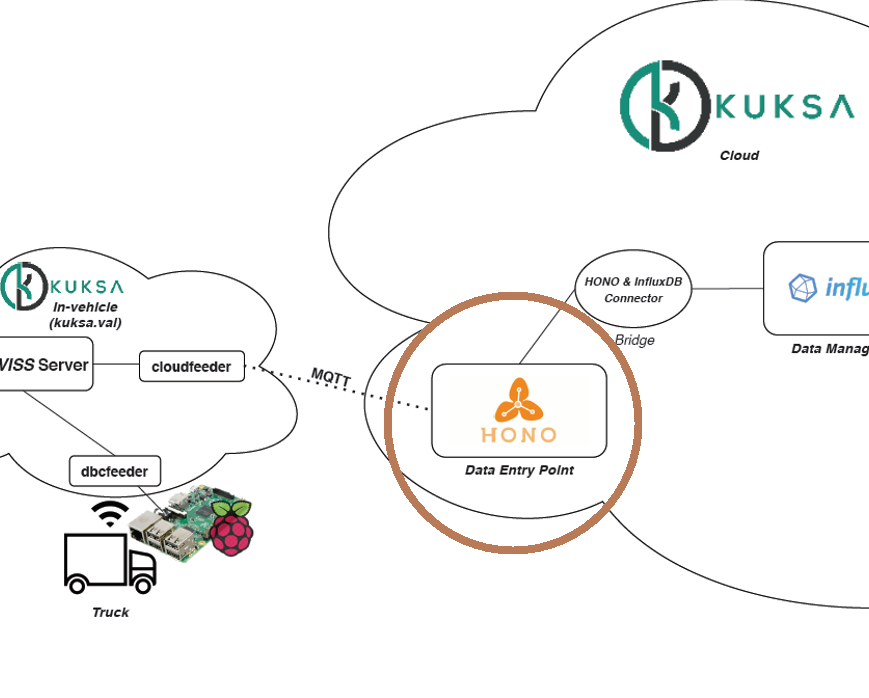 KUKSA
Cloud
HONO & InfluxDB
Connector
influ
Data Manag
Bridge
KUKSA
In-vehicle
(kuksa.val)
VISS Server
cloudfeeder
MQTT
HONO
Data Entry Point
dbcfeeder
Truck